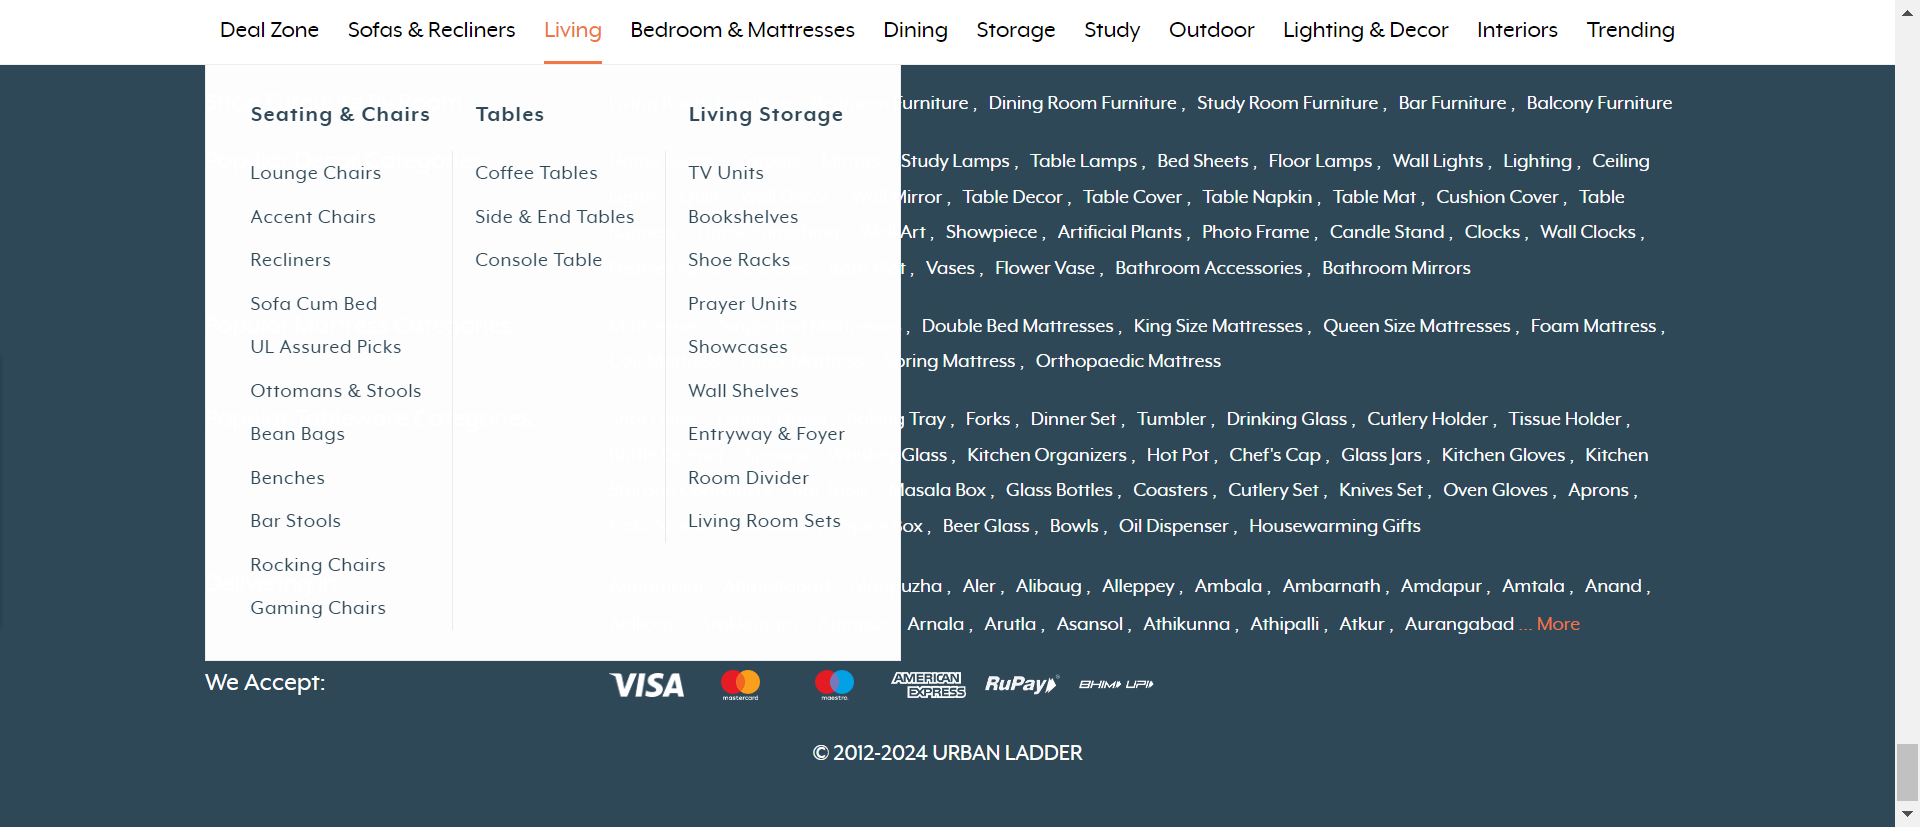 Deal Zone Sofas & Recliners Living Bedroom & Mattresses Dining Storage Study Outdoor Lighting & Decor Interiors Trending
Seating & Chairs
Lounge Chairs
Accent Chairs
Recliners
Sofa Cum Bed
UL Assured Picks
Ottomans & Stools
Bean Bags
Benches
Bar Stools
Rocking Chairs
Gaming Chairs
Tables
Coffee Tables
Side & End Tables
Console Table
Living Storage
TV Units
Bookshelves
Shoe Racks
Prayer Units
Showcases
Wall Shelves
Entryway & Foyer
Room Divider
Living Room Sets
Furniture , Dining Room Furniture , Study Room Furniture , Bar Furniture , Balcony Furniture
Study Lamps , Table Lamps , Bed Sheets , Floor Lamps , Wall Lights , Lighting , Ceiling
Mirror , Table Decor , Table Cover , Table Napkin , Table Mat , Cushion Cover , Table
Art , Showpiece , Artificial Plants , Photo Frame , Candle Stand , Clocks , Wall Clocks ,
, Vases , Flower Vase , Bathroom Accessories , Bathroom Mirrors
, Double Bed Mattresses , King Size Mattresses , Queen Size Mattresses , Foam Mattress ,
Mattress , Orthopaedic Mattress
Tray , Forks , Dinner Set , Tumbler , Drinking Glass , Cutlery Holder , Tissue Holder ,
Glass , Kitchen Organizers , Hot Pot , Chef's Cap , Glass Jars , Kitchen Gloves , Kitchen
Masala Box , Glass Bottles , Coasters , Cutlery Set , Knives Set , Oven Gloves , Aprons ,
Box , Beer Glass , Bowls , Oil Dispenser , Housewarming Gifts
, Aler , Alibaug , Alleppey , Ambala , Ambarnath , Amdapur , Amtala , Anand ,
Arnala , Arutla , Asansol , Athikunna , Athipalli , Atkur , Aurangabad ... More
We Accept: VISA mastercard maestro AMERICAN EXPRESS RuPay BHIM UPI
© 2012-2024 URBAN LADDER